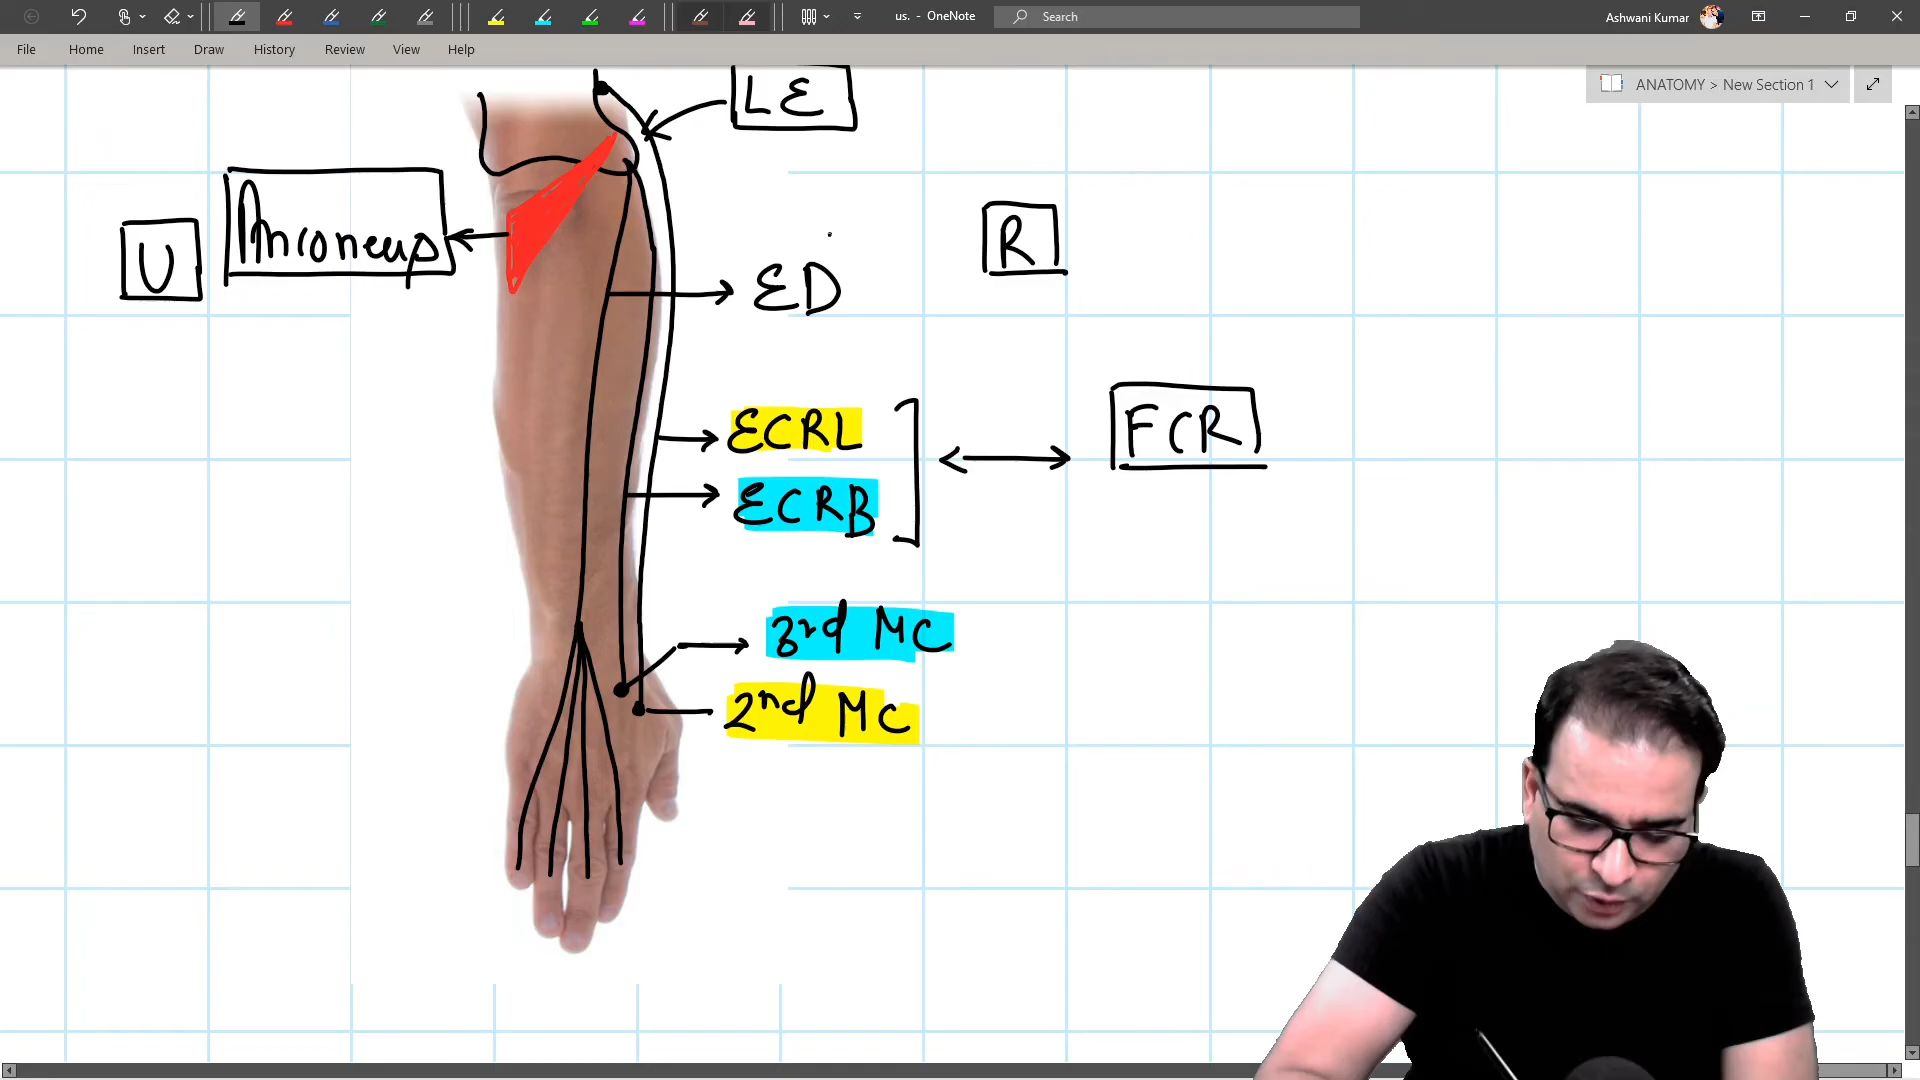 us. - OneNote
Search
Ashwani Kumar
File Home Insert Draw History Review View Help
ANATOMY > New Section 1
LE
Anconeus
U
R
ED
ECRL
FCR
ECRB
3rd MC
2nd MC